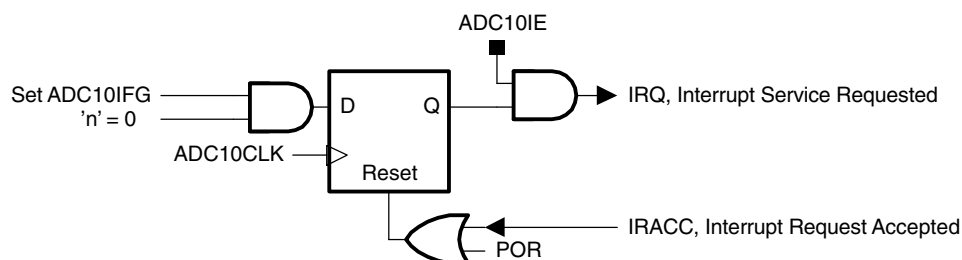 ADC10IE
Set ADC10IFG
'n' = 0
D
Q
IRQ, Interrupt Service Requested
ADC10CLK
Reset
IRACC, Interrupt Request Accepted
POR